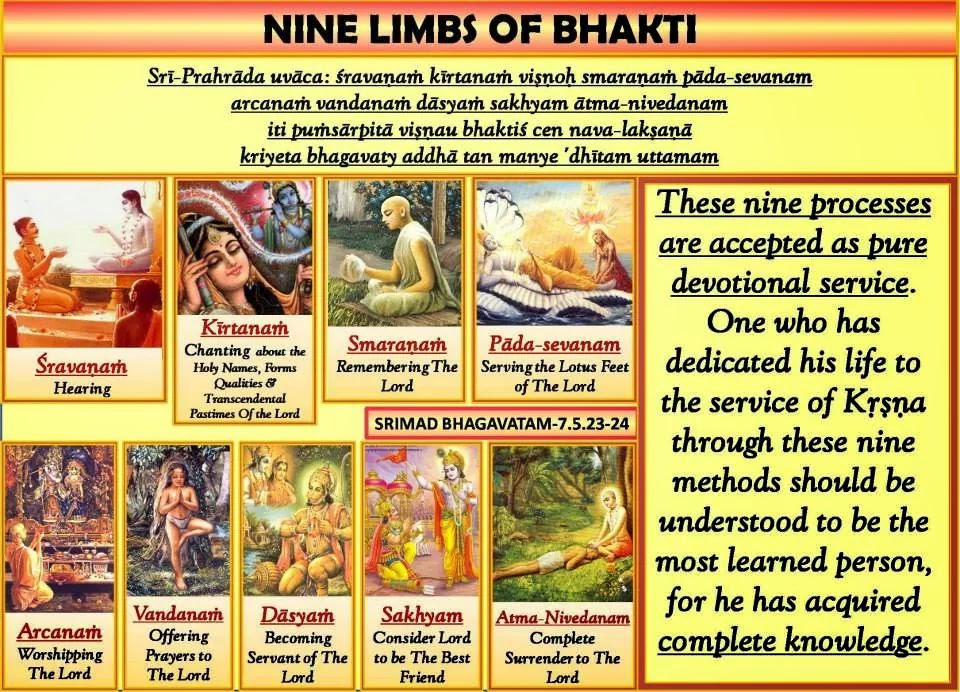 NINE LIMBS OF BHAKTI
Srī-Prahrāda uvāca: śravaṇaṁ kīrtanaṁ viṣṇoḥ smaraṇaṁ pāda-sevanam
arcanaṁ vandanaṁ dāsyaṁ sakhyam ātma-nivedanam
iti puṁsārpitā viṣṇau bhaktiś cen nava-lakṣaṇā
kriyeta bhagavaty addhā tan manye 'dhītam uttamam
Śravaṇaṁ
Hearing
Kīrtanaṁ
Chanting about the
Holy Names, Forms
Qualities &
Transcendental
Pastimes Of the Lord
Smaraṇaṁ
Remembering The
Lord
Pāda-sevanam
Serving the Lotus Feet
of The Lord
SRIMAD BHAGAVATAM-7.5.23-24
Arcanaṁ
Worshipping
The Lord
Vandanaṁ
Offering
Prayers to
The Lord
Dāsyaṁ
Becoming
Servant of The
Lord
Sakhyam
Consider Lord
to be The Best
Friend
Atma-Nivedanam
Complete
Surrender to The
Lord
These nine processes
are accepted as pure
devotional service.
One who has
dedicated his life to
the service of Kṛṣṇa
through these nine
methods should be
understood to be the
most learned person,
for he has acquired
complete knowledge.